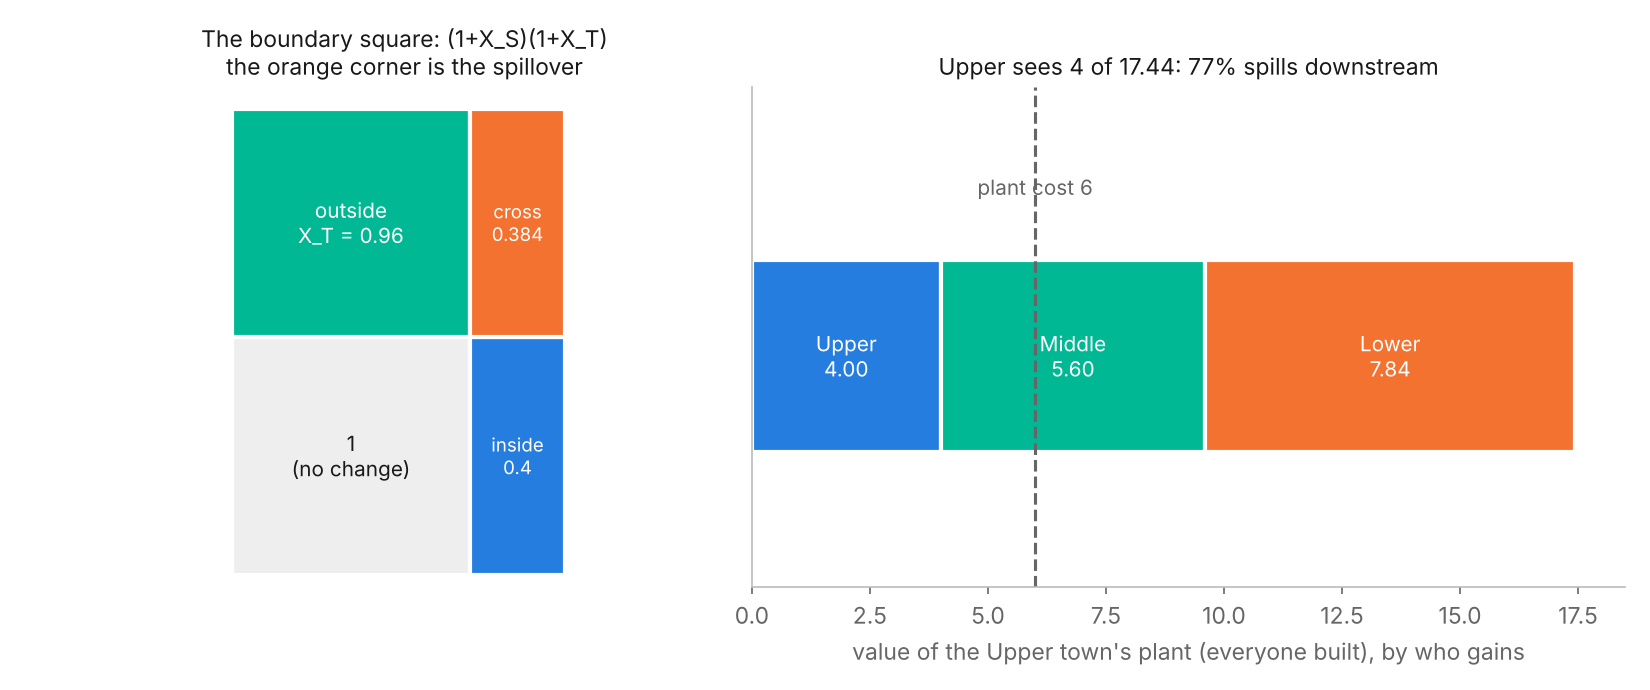 The boundary square: (1+X_S)(1+X_T)
the orange corner is the spillover
outside
X_T = 0.96
cross
0.384
1
(no change)
inside
0.4
Upper sees 4 of 17.44: 77% spills downstream
plant cost 6
Upper
4.00
Middle
5.60
Lower
7.84
0.0 2.5 5.0 7.5 10.0 12.5 15.0 17.5
value of the Upper town's plant (everyone built), by who gains